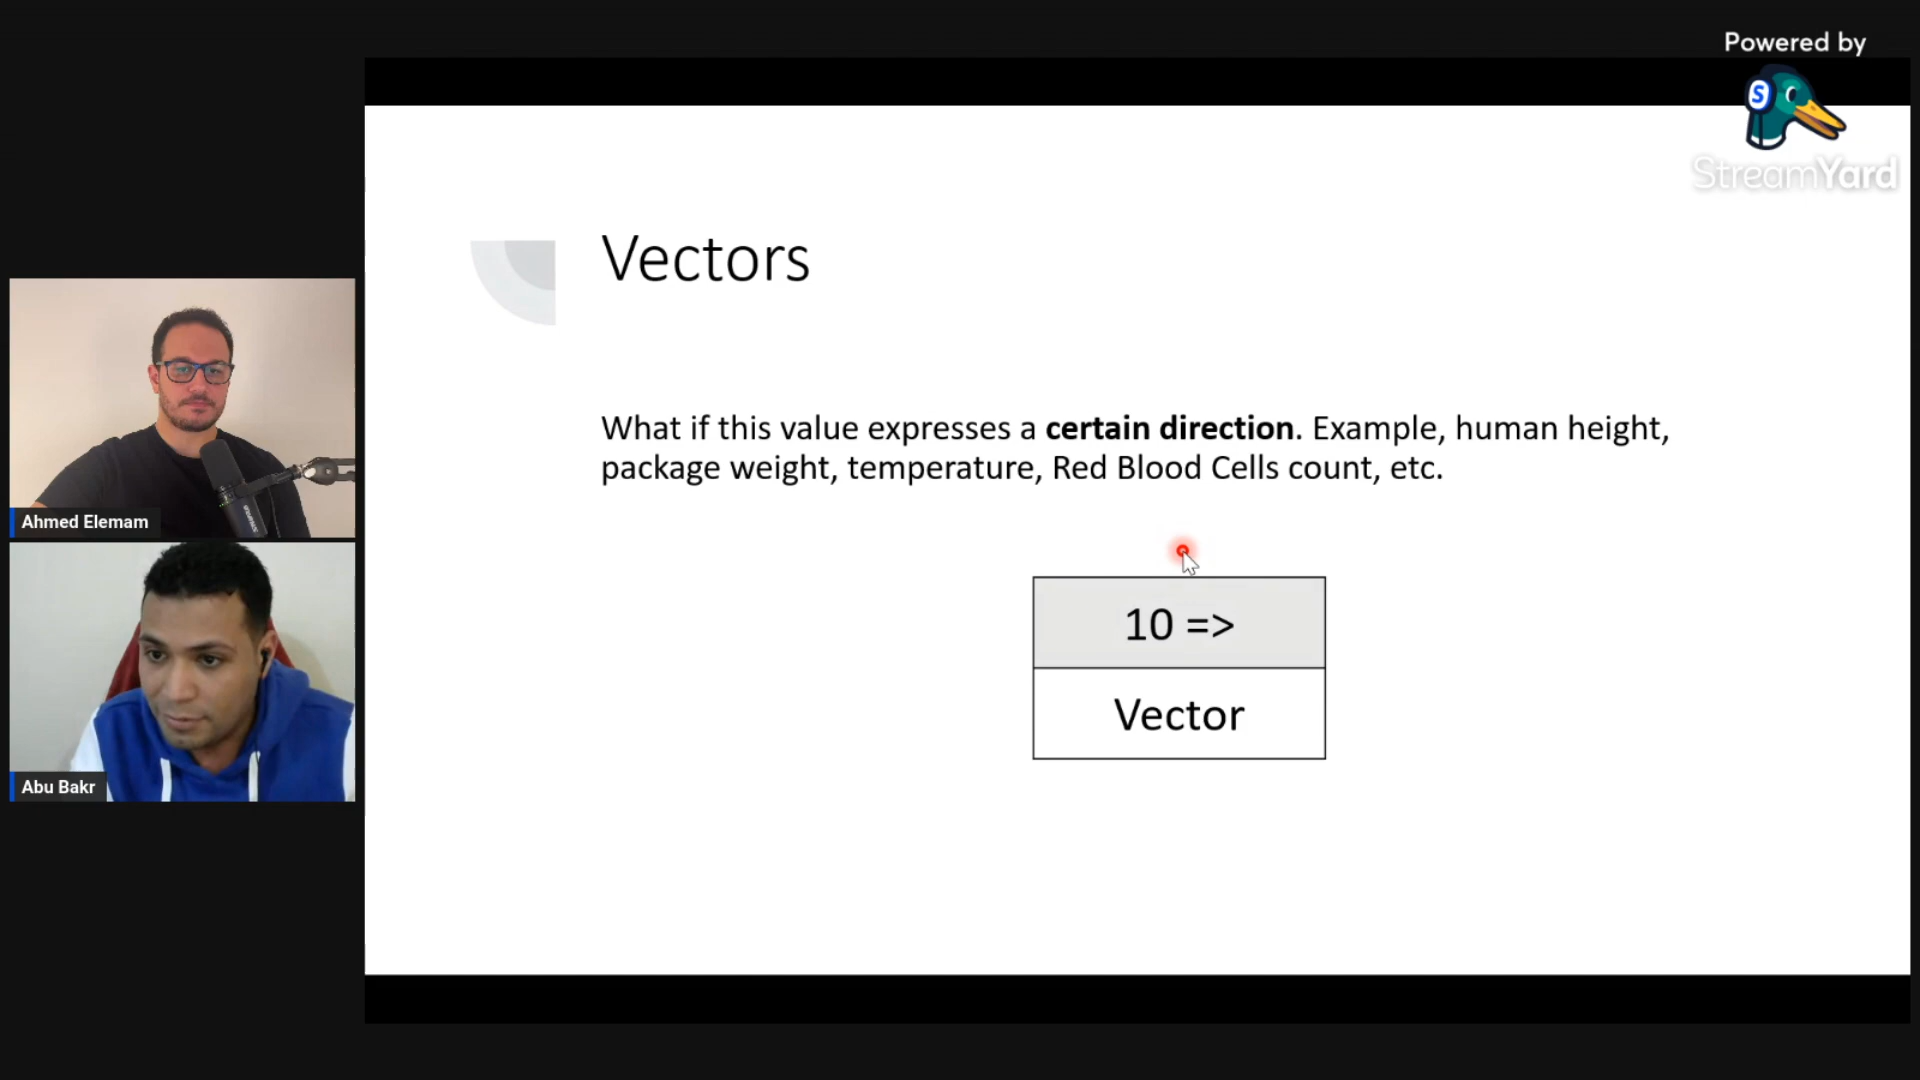 Powered by
S
StreamYard
Vectors
What if this value expresses a certain direction. Example, human height,
package weight, temperature, Red Blood Cells count, etc.
10 =>
Vector
Ahmed Elemam
Abu Bakr